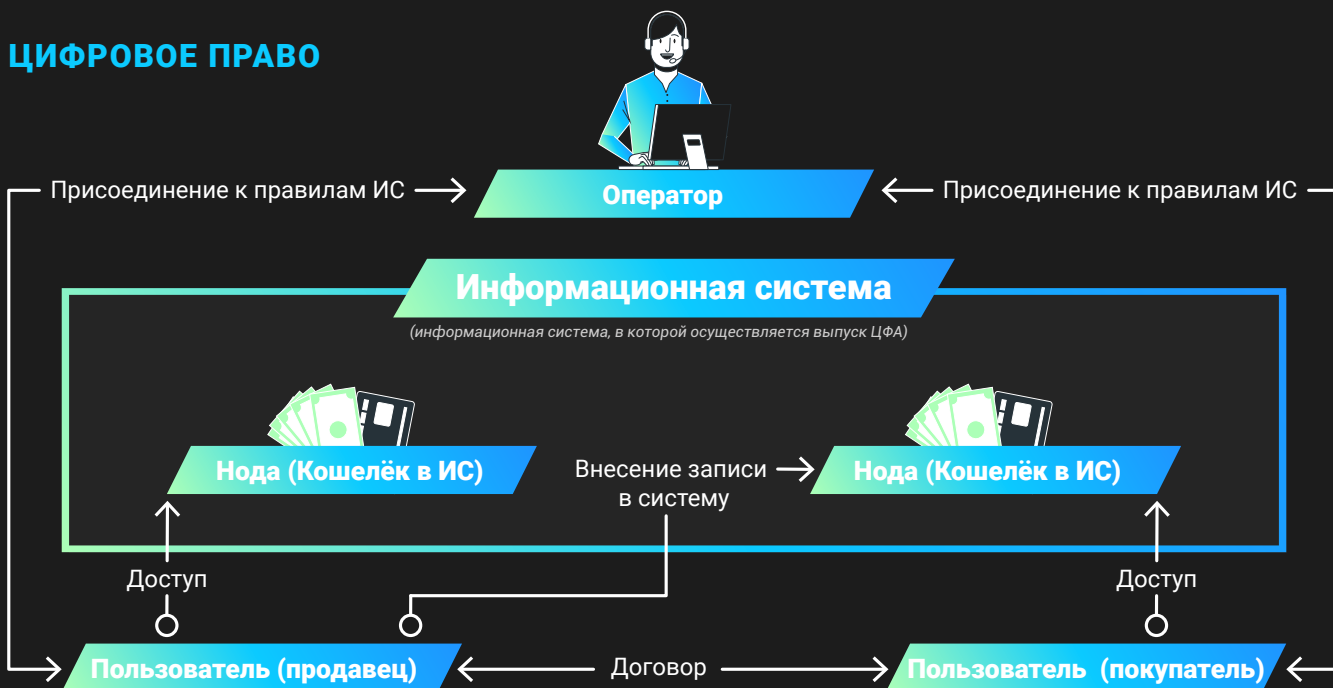 ЦИФРОВОЕ ПРАВО
Присоединение к правилам ИС
Оператор
Присоединение к правилам ИС
Информационная система
(информационная система, в которой осуществляется выпуск ЦФА)
Нода (Кошелёк в ИС)
Внесение записи
в систему
Нода (Кошелёк в ИС)
Доступ
Доступ
Пользователь (продавец)
Договор
Пользователь (покупатель)